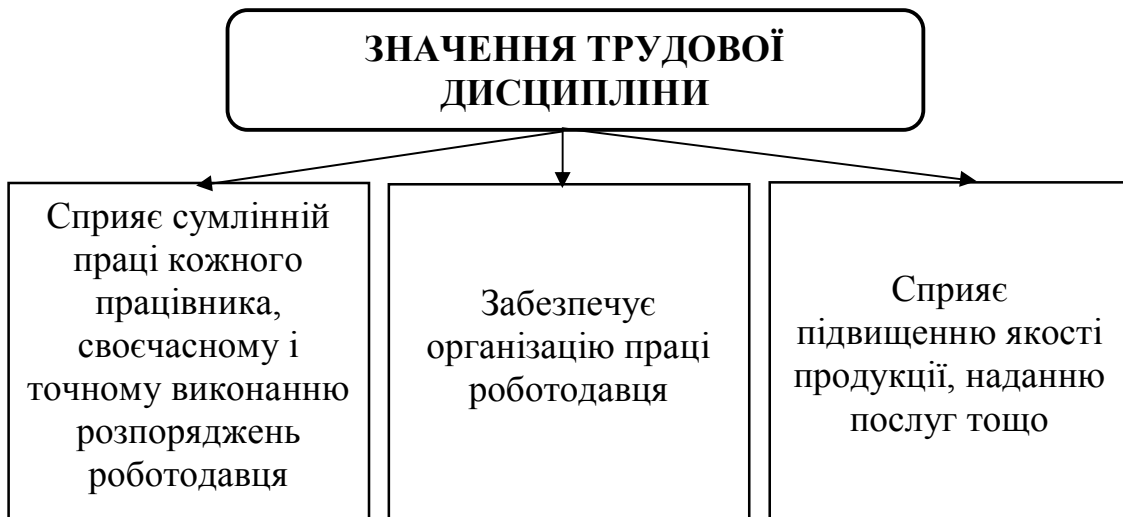 ЗНАЧЕННЯ ТРУДОВОЇ
ДИСЦИПЛІНИ
Сприяє сумлінній
праці кожного
працівника,
своєчасному і
точному виконанню
розпоряджень
роботодавця
Забезпечує
організацію праці
роботодавця
Сприяє
підвищенню якості
продукції, наданню
послуг тощо